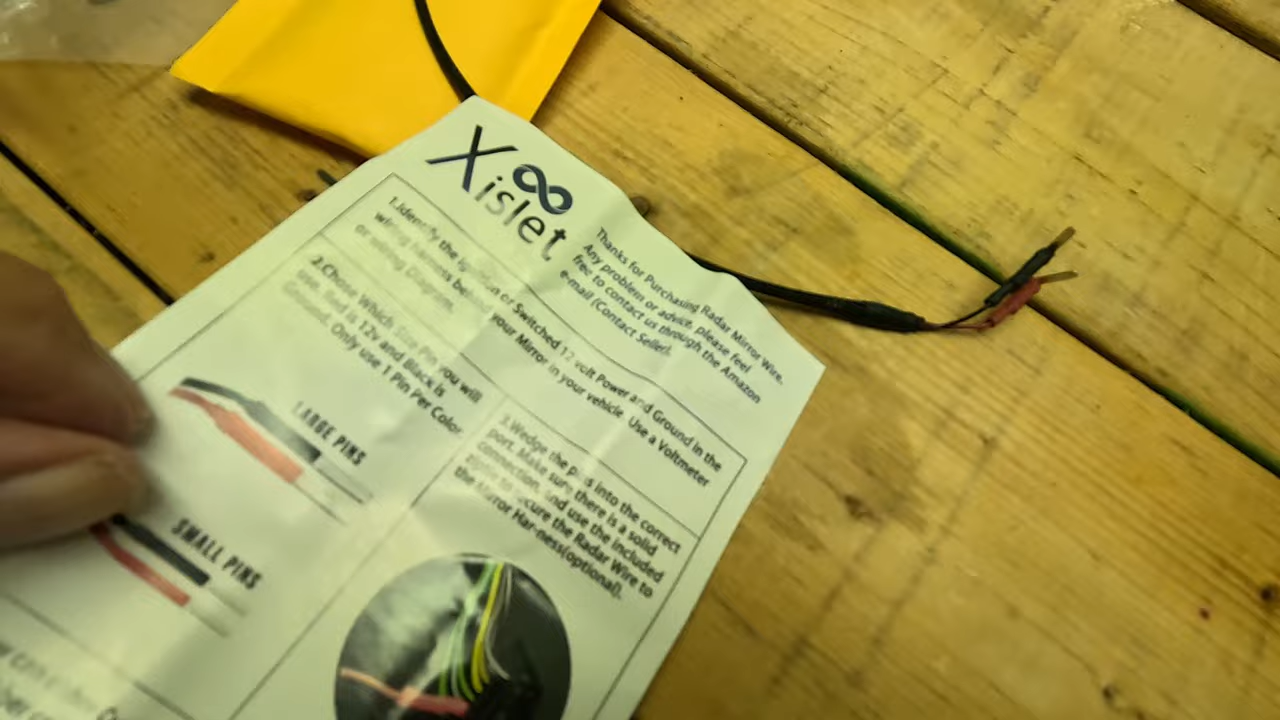 Xislet
Thanks for Purchasing Radar Mirror Wire.
Any problem or advice, please feel
free to contact us through the Amazon
e-mail (Contact Seller).
1.Identify the or Switched 12 volt Power and Ground in the
wiring your Mirror in your vehicle. Use a Voltmeter
or wiring Diagram.
2.Chose Which Size Pin you will
use. Red is 12v and Black is
Ground. Only use 1 Pin Per Color
LARGE PINS
SMALL PINS
3.Wedge the pins into the correct
port. Make sure there is a solid
connection, and use the included
to secure the Radar Wire to
the Mirror Har-ness(optional).